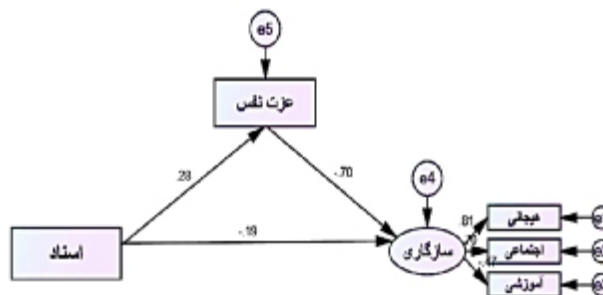 e5
عزت نفس
.28
-.70
e4
-.19
اسناد
سازگاری
.81
هیجانی
اجتماعی
آموزشی